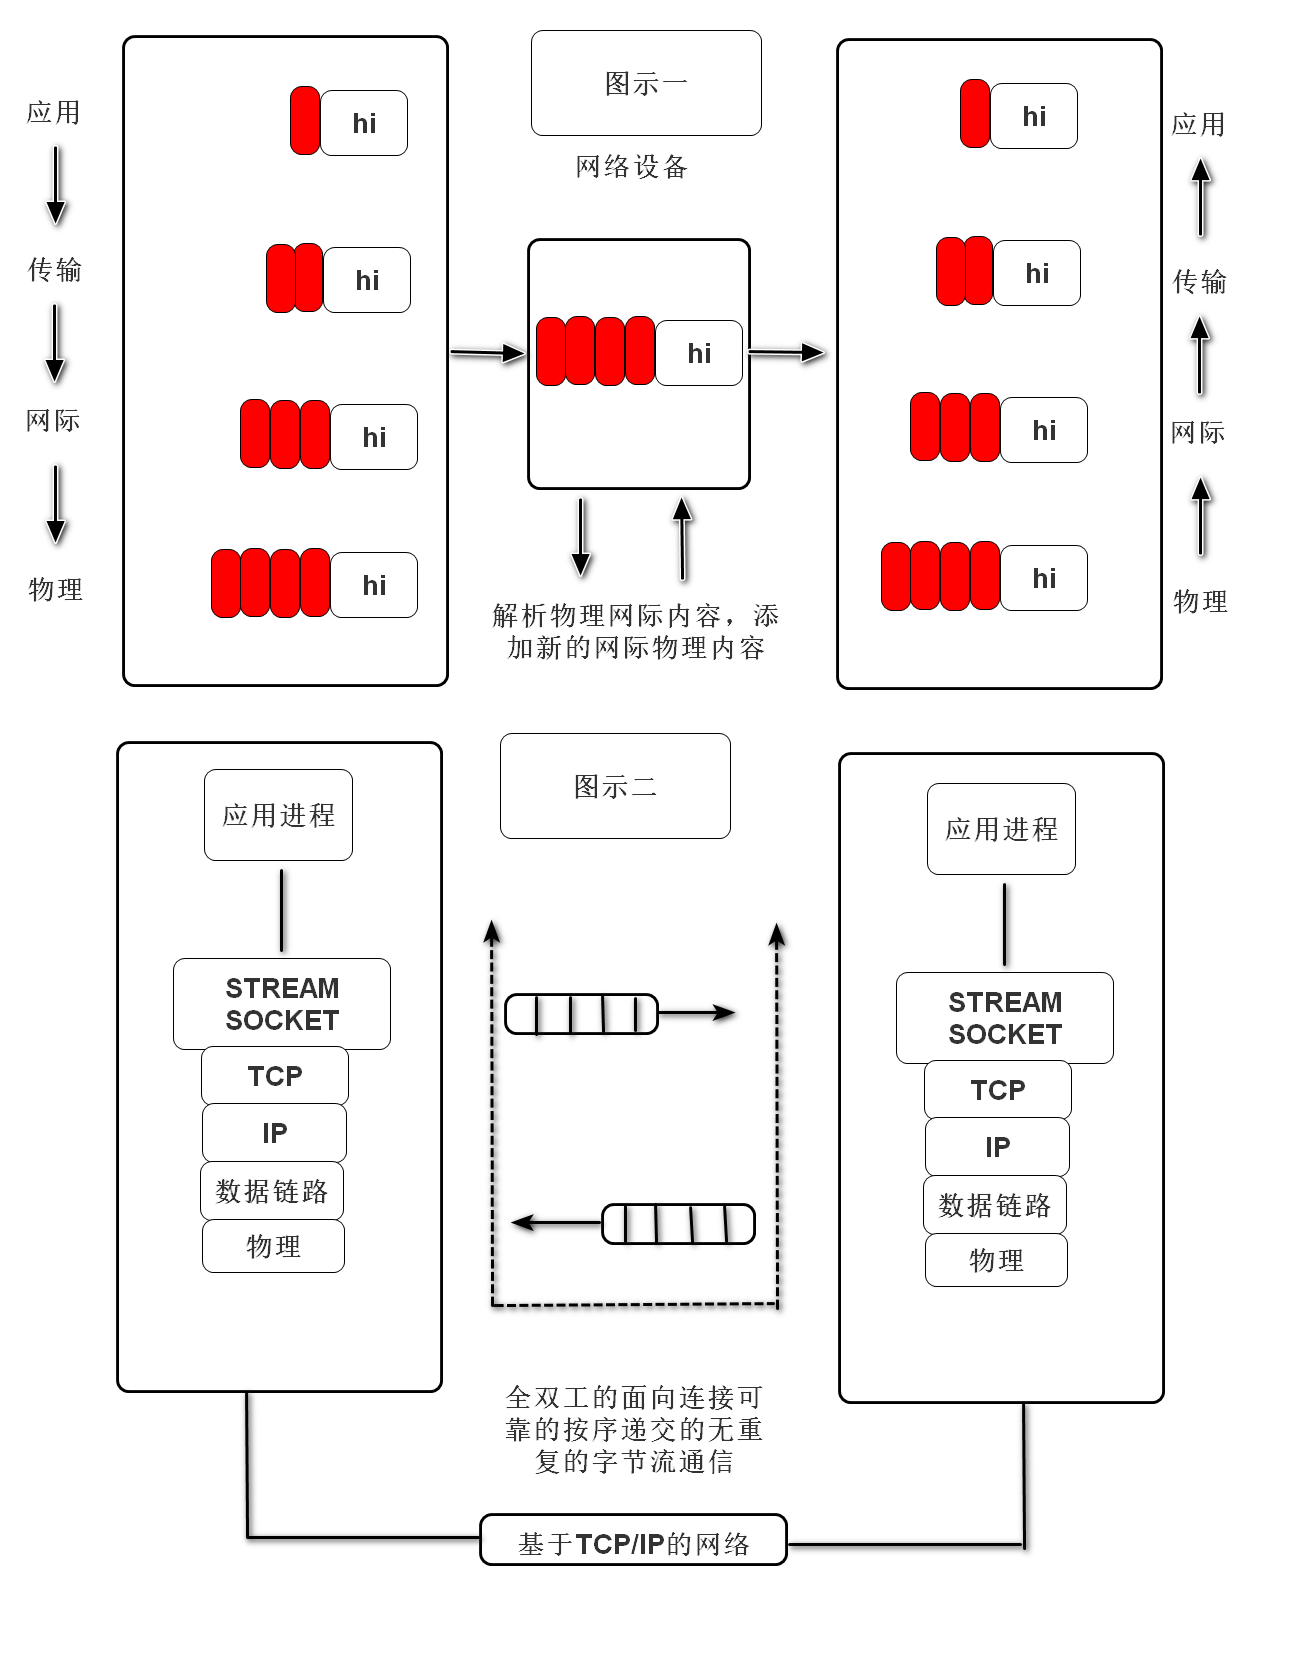 图示一
网络设备
应用
传输
网际
物理
hi
hi
hi
hi
hi
解析物理网际内容，添
加新的网际物理内容
hi
hi
hi
hi
应用
传输
网际
物理
图示二
应用进程
STREAM
SOCKET
TCP
IP
数据链路
物理
应用进程
STREAM
SOCKET
TCP
IP
数据链路
物理
全双工的面向连接可
靠的按序递交的无重
复的字节流通信
基于TCP/IP的网络